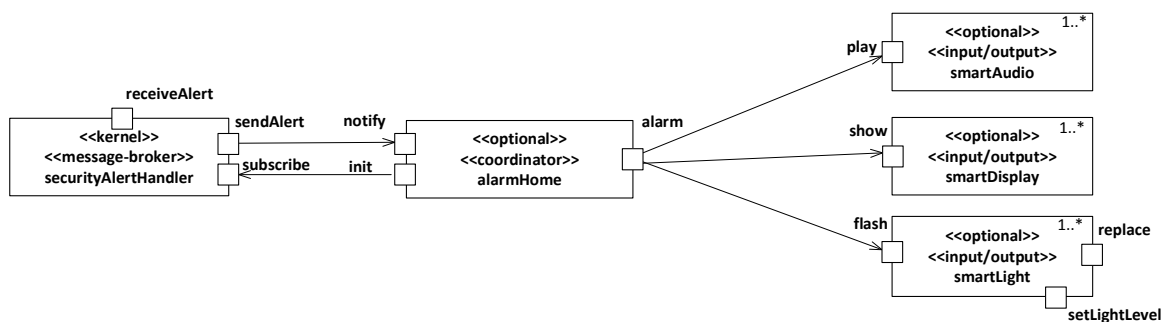 receiveAlert
<<kernel>>
<<message-broker>>
securityAlertHandler
sendAlert
subscribe
notify
init
<<optional>>
<<coordinator>>
alarmHome
alarm
play
1..*
<<optional>>
<<input/output>>
smartAudio
show
1..*
<<optional>>
<<input/output>>
smartDisplay
flash
1..*
<<optional>>
<<input/output>>
smartLight
replace
setLightLevel